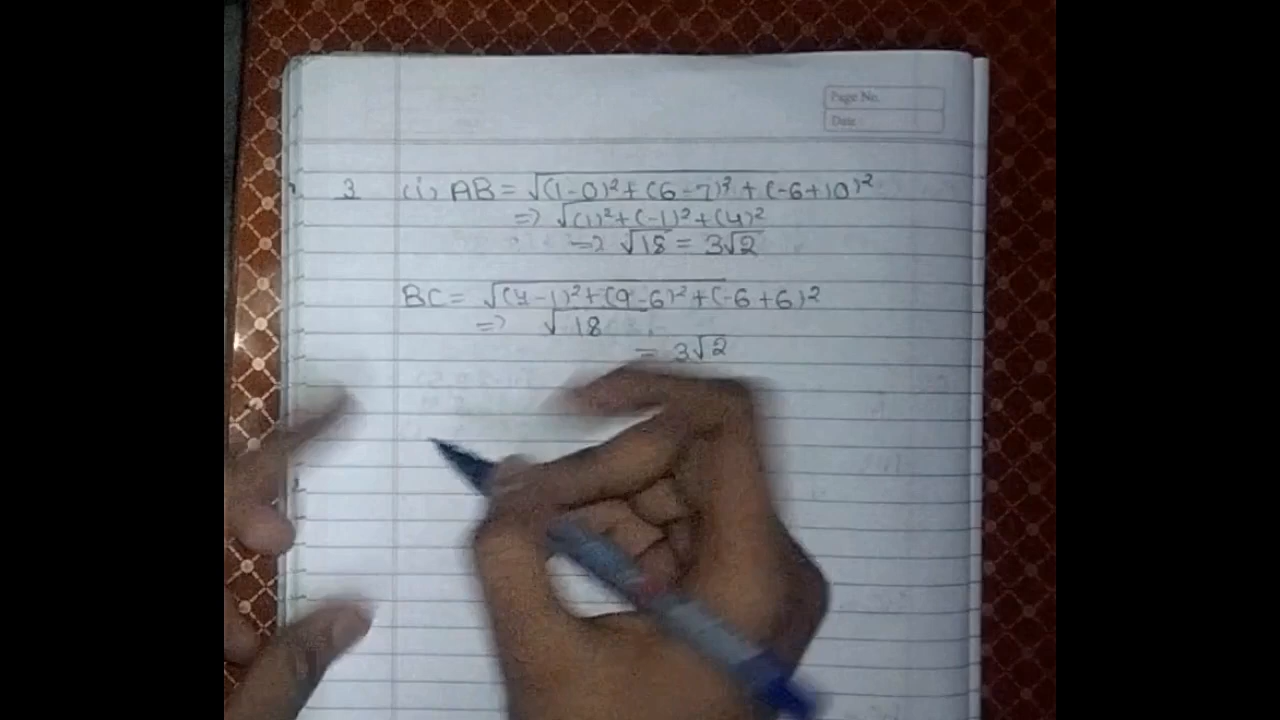 Page No.
Date
3 (i) AB = √(1-0)² + (6-7)² + (-6+10)²
=> √(1)² + (-1)² + (4)²
=> √18 = 3√2
BC = √(4-1)² + (9-6)² + (-6+6)²
=> √18
= 3√2